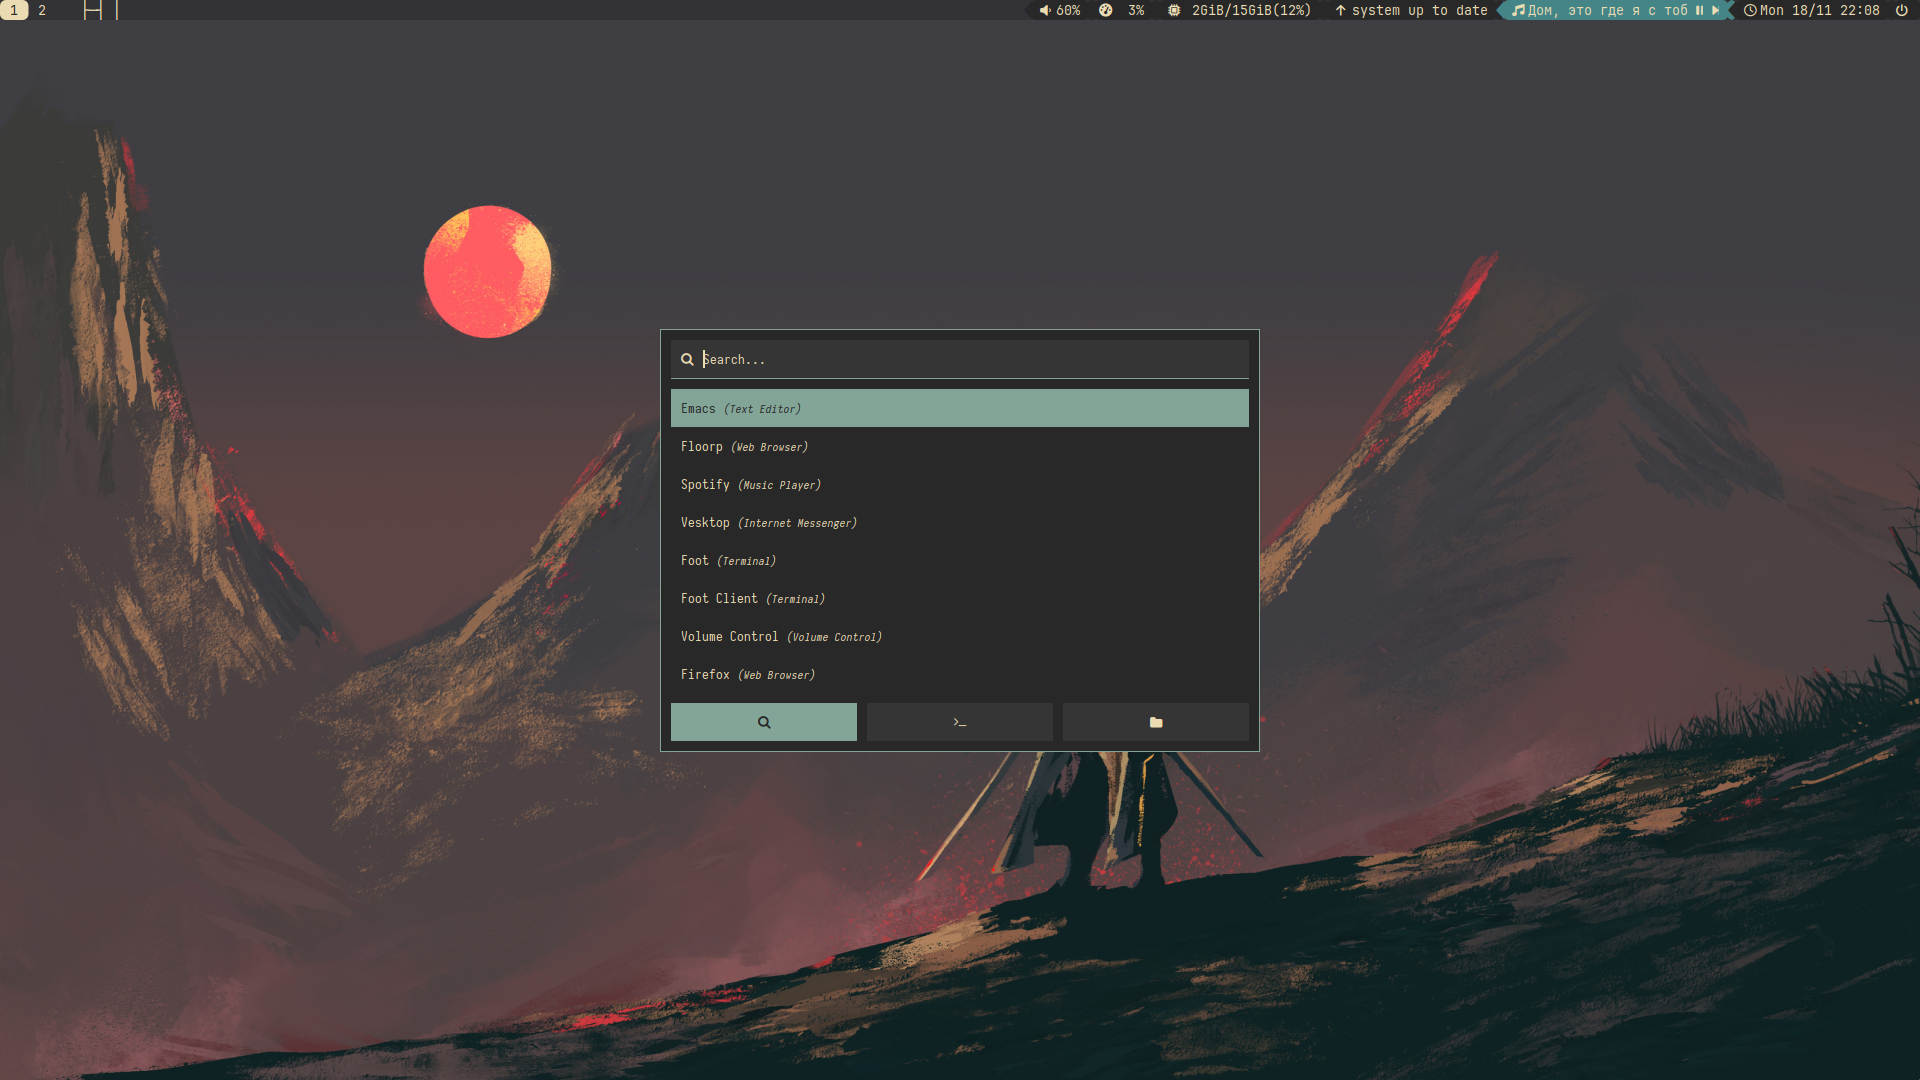 1 2 60% 3% 2GiB/15GiB(12%) system up to date Дом, это где я с тоб Mon 18/11 22:08
Search...
Emacs (Text Editor)
Floorp (Web Browser)
Spotify (Music Player)
Vesktop (Internet Messenger)
Foot (Terminal)
Foot Client (Terminal)
Volume Control (Volume Control)
Firefox (Web Browser)
>_